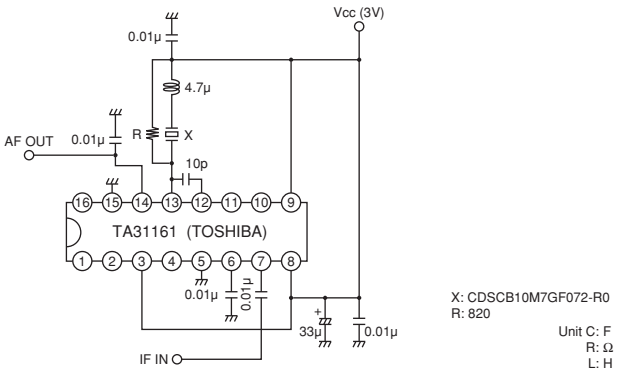 Vcc (3V)
0.01µ
4.7µ
AF OUT
0.01µ
R
X
10p
16 15 14 13 12 11 10 9
TA31161 (TOSHIBA)
1 2 3 4 5 6 7 8
0.01µ
0.01µ
+
33µ
0.01µ
IF IN
X: CDSCB10M7GF072-R0
R: 820
Unit C: F
R: Ω
L: H